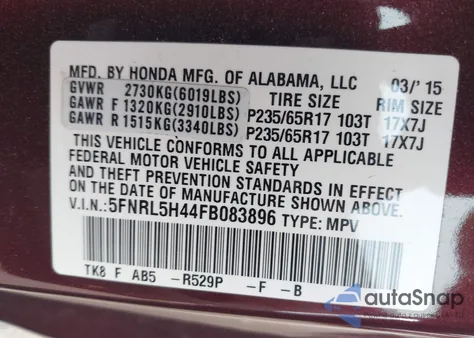 MFD. BY HONDA MFG. OF ALABAMA, LLC 03/' 15
GVWR 2730KG(6019LBS) TIRE SIZE RIM SIZE
GAWR F 1320KG(2910LBS) P235/65R17 103T 17X7J
GAWR R 1515KG(3340LBS) P235/65R17 103T 17X7J
THIS VEHICLE CONFORMS TO ALL APPLICABLE
FEDERAL MOTOR VEHICLE SAFETY
AND THEFT PREVENTION STANDARDS IN EFFECT
ON THE DATE OF MANUFACTURE SHOWN ABOVE.
V.I.N.:5FNRL5H44FB083896 TYPE: MPV
TK8 F AB5 -R529P -F -B
autoSnap